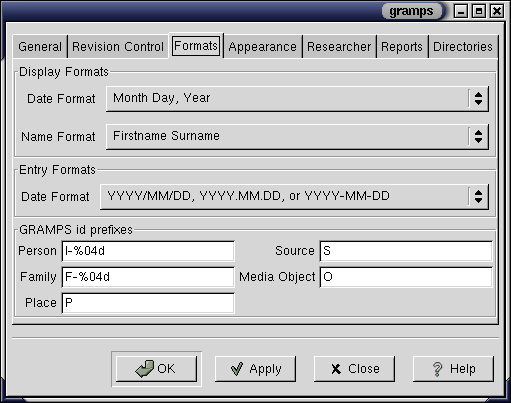 gramps
General Revision Control Formats Appearance Researcher Reports Directories
Display Formats
Date Format Month Day, Year
Name Format Firstname Surname
Entry Formats
Date Format YYYY/MM/DD, YYYY.MM.DD, or YYYY-MM-DD
GRAMPS id prefixes
Person I-%04d Source S
Family F-%04d Media Object O
Place P
OK Apply Close Help